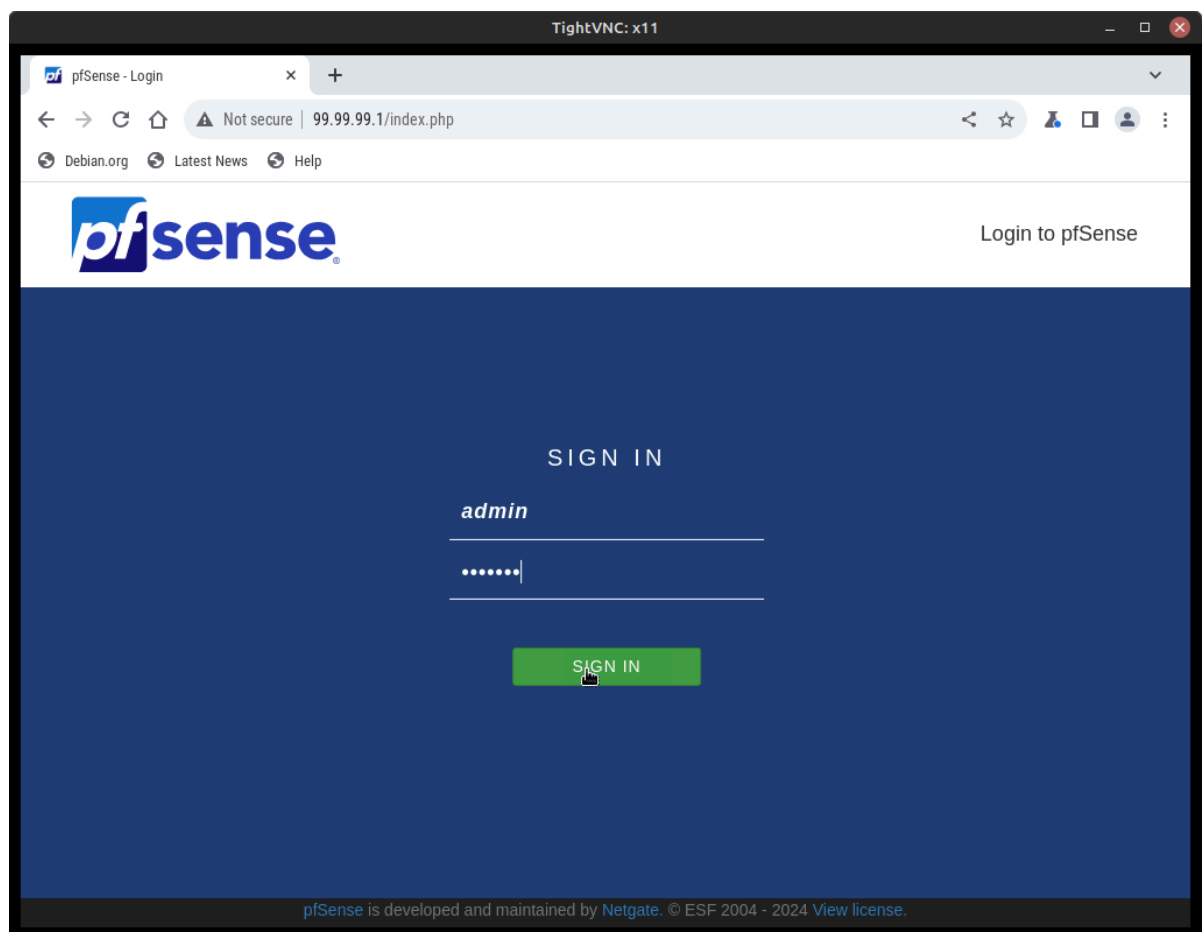 TightVNC: x11
pfSense - Login
Not secure 99.99.99.1/index.php
Debian.org Latest News Help
pfsense® Login to pfSense
SIGN IN
admin
•••••••
SIGN IN
pfSense is developed and maintained by Netgate. © ESF 2004 - 2024 View license.